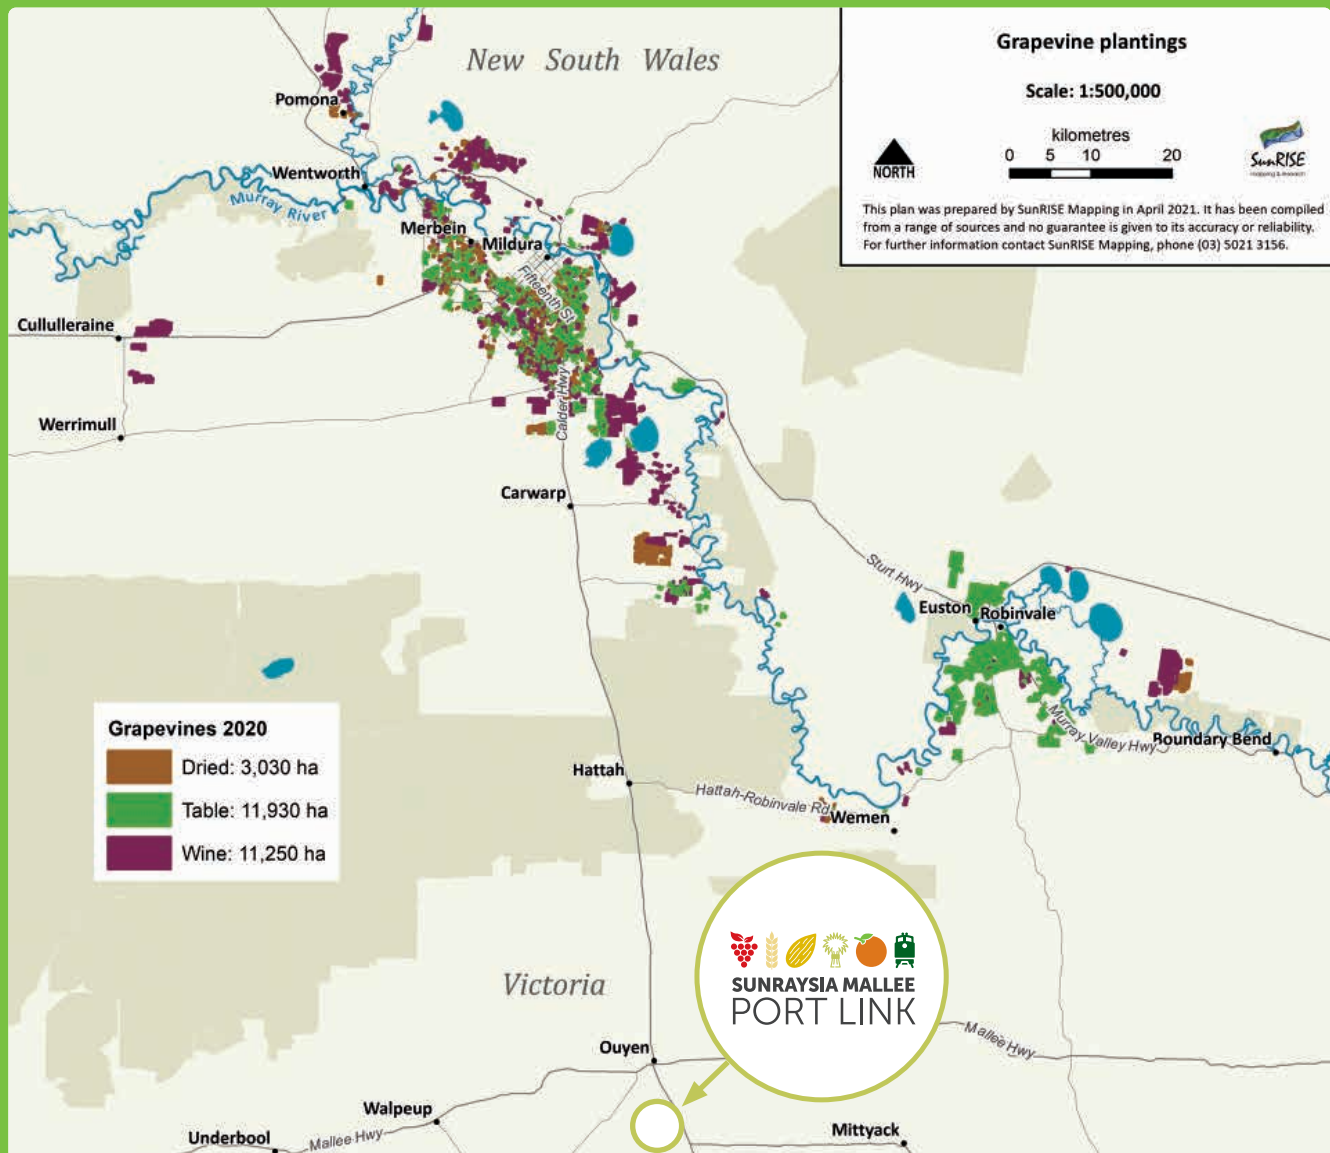 New South Wales
Grapevine plantings
Scale: 1:500,000
kilometres
0 5 10 20
NORTH
SunRISE
mapping & research
This plan was prepared by SunRISE Mapping in April 2021. It has been compiled
from a range of sources and no guarantee is given to its accuracy or reliability.
For further information contact SunRISE Mapping, phone (03) 5021 3156.
Pomona
Wentworth
Murray River
Merbein
Mildura
Fifteenth St
Cullulleraine
Werrimull
Calder Hwy
Carwarp
Sturt Hwy
Euston
Robinvale
Murray Valley Hwy
Boundary Bend
Grapevines 2020
Dried: 3,030 ha
Table: 11,930 ha
Wine: 11,250 ha
Hattah
Hattah-Robinvale Rd
Wemen
SUNRAYSIA MALLEE
PORT LINK
Victoria
Ouyen
Mallee Hwy
Walpeup
Underbool
Mallee Hwy
Mittyack